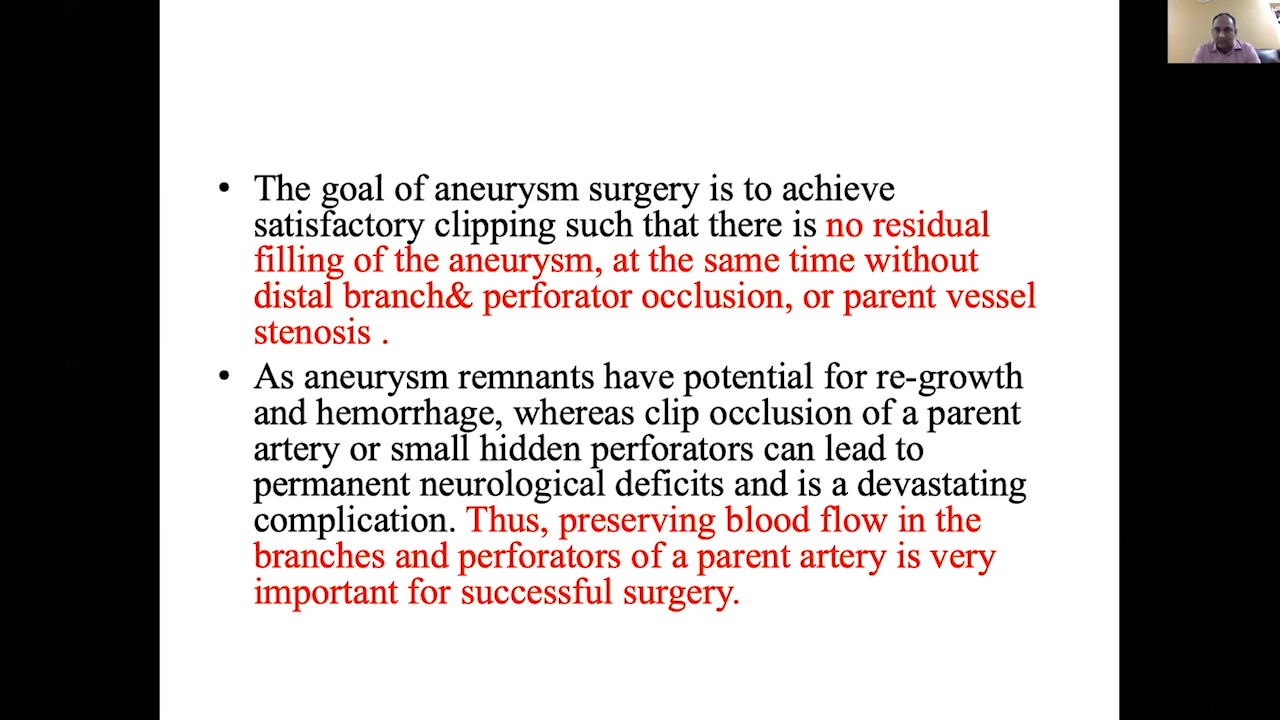 • The goal of aneurysm surgery is to achieve
satisfactory clipping such that there is no residual
filling of the aneurysm, at the same time without
distal branch& perforator occlusion, or parent vessel
stenosis .
• As aneurysm remnants have potential for re-growth
and hemorrhage, whereas clip occlusion of a parent
artery or small hidden perforators can lead to
permanent neurological deficits and is a devastating
complication. Thus, preserving blood flow in the
branches and perforators of a parent artery is very
important for successful surgery.